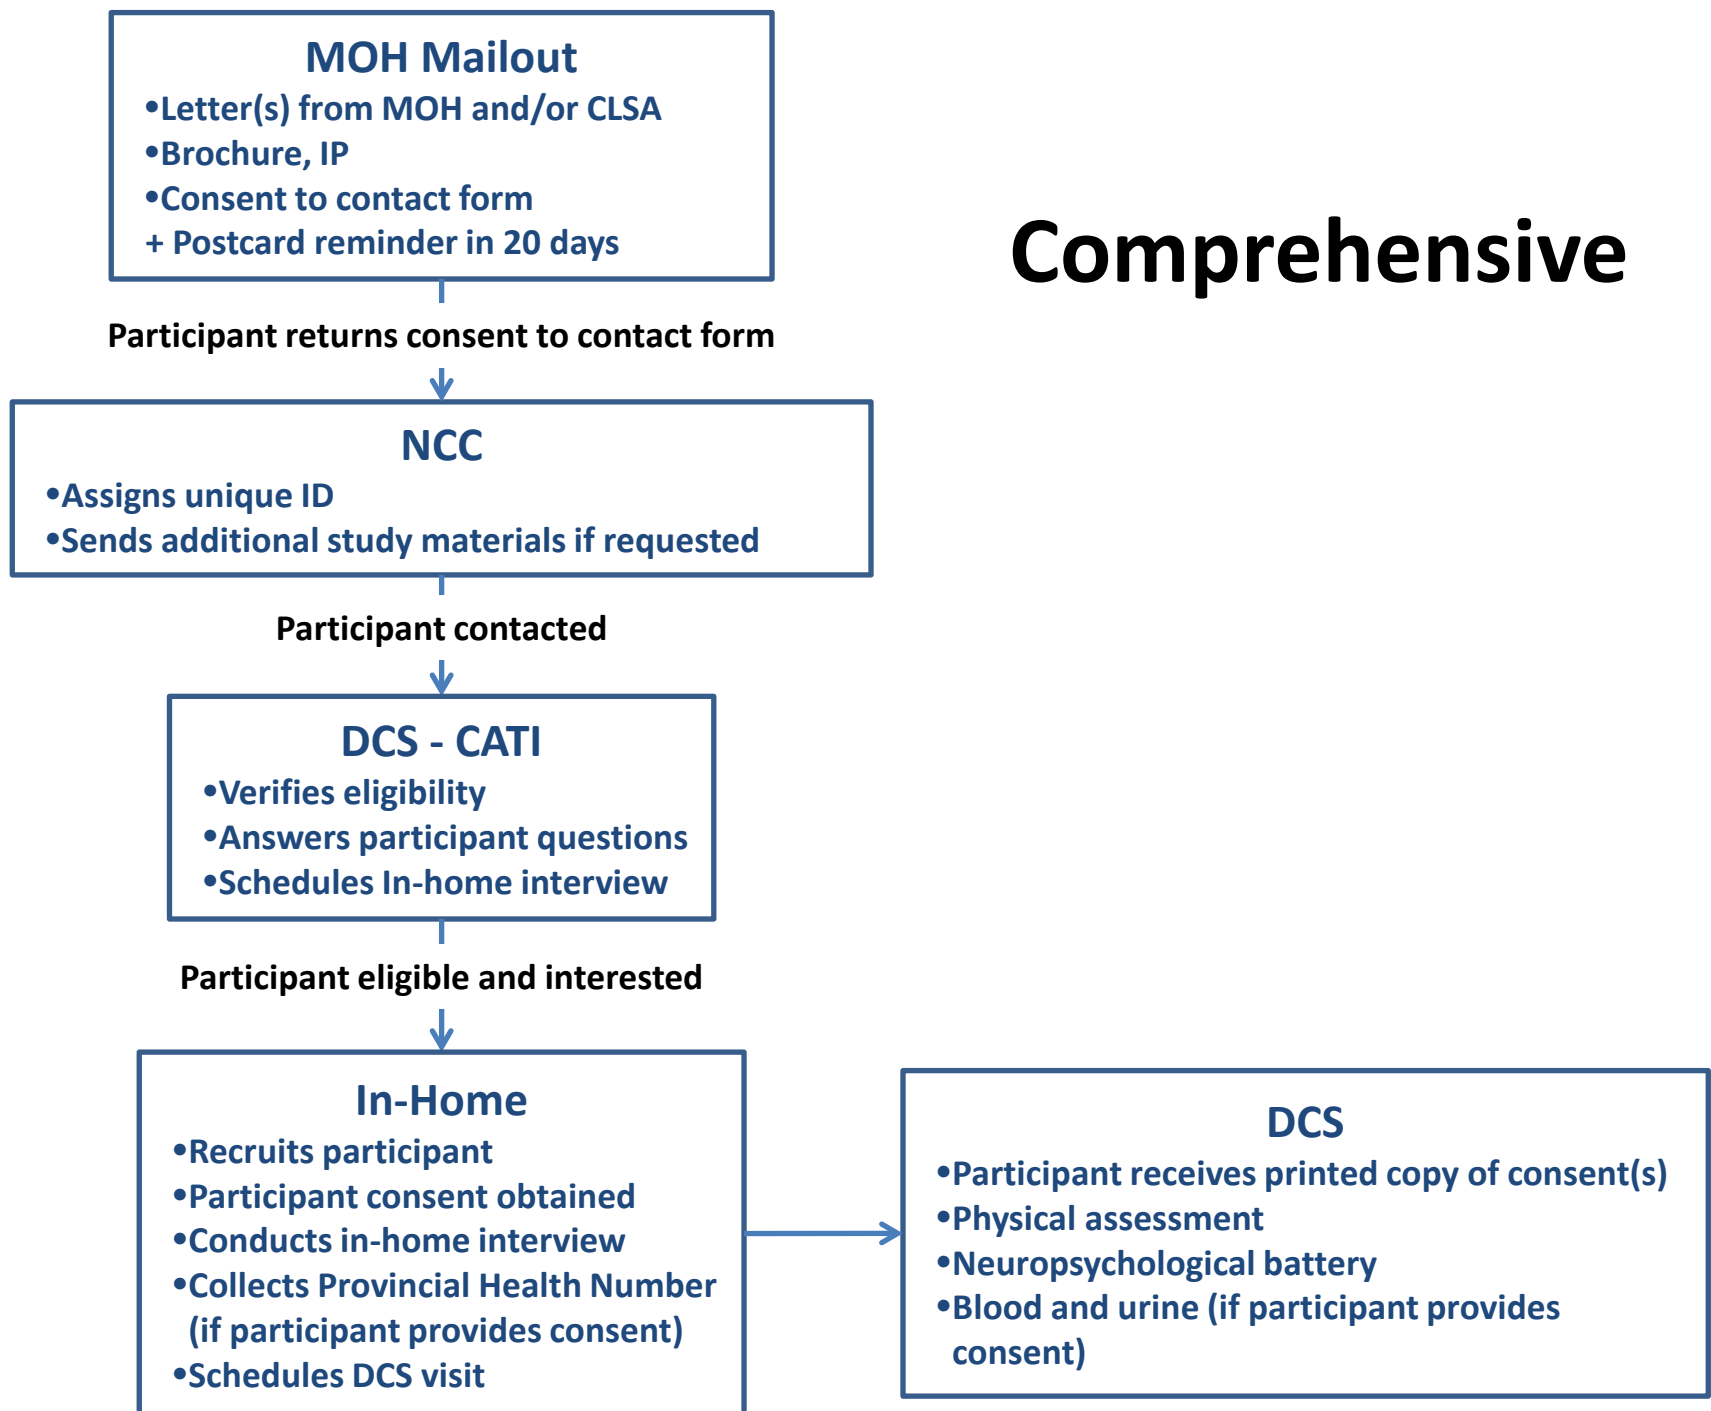 MOH Mailout
•Letter(s) from MOH and/or CLSA
•Brochure, IP
•Consent to contact form
+ Postcard reminder in 20 days
Comprehensive
Participant returns consent to contact form
NCC
•Assigns unique ID
•Sends additional study materials if requested
Participant contacted
DCS - CATI
•Verifies eligibility
•Answers participant questions
•Schedules In-home interview
Participant eligible and interested
In-Home
•Recruits participant
•Participant consent obtained
•Conducts in-home interview
•Collects Provincial Health Number
(if participant provides consent)
•Schedules DCS visit
DCS
•Participant receives printed copy of consent(s)
•Physical assessment
•Neuropsychological battery
•Blood and urine (if participant provides
consent)